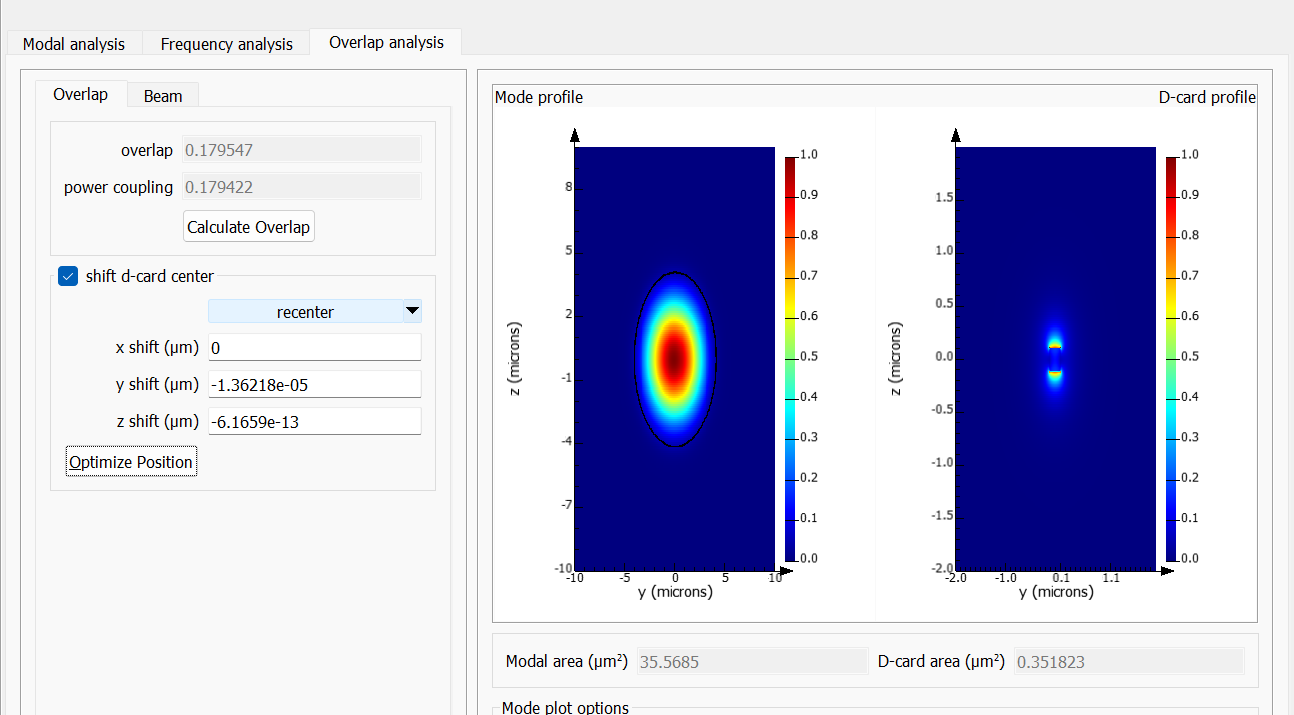 Modal analysis
Frequency analysis
Overlap analysis
Overlap
Beam
overlap 0.179547
power coupling 0.179422
Calculate Overlap
shift d-card center
recenter
x shift (µm) 0
y shift (µm) -1.36218e-05
z shift (µm) -6.1659e-13
Optimize Position
Mode profile
8
5
2
-1
-4
-7
-10
z (microns)
-10 -5 0 5 10
y (microns)
1.0
0.9
0.8
0.7
0.6
0.5
0.4
0.3
0.2
0.1
0.0
D-card profile
1.5
1.0
0.5
0.0
-0.5
-1.0
-1.5
-2.0
z (microns)
-2.0 -1.0 0.1 1.1
y (microns)
1.0
0.9
0.8
0.7
0.6
0.5
0.4
0.3
0.2
0.1
0.0
Modal area (µm²) 35.5685
D-card area (µm²) 0.351823
Mode plot options